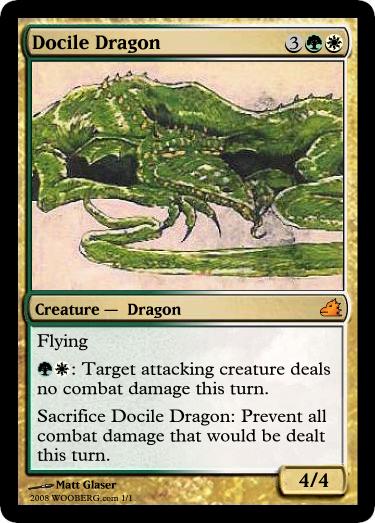 Docile Dragon 3
Creature — Dragon
Flying
: Target attacking creature deals
no combat damage this turn.
Sacrifice Docile Dragon: Prevent all
combat damage that would be dealt
this turn.
Matt Glaser
4/4
2008 WOOBERG.com 1/1